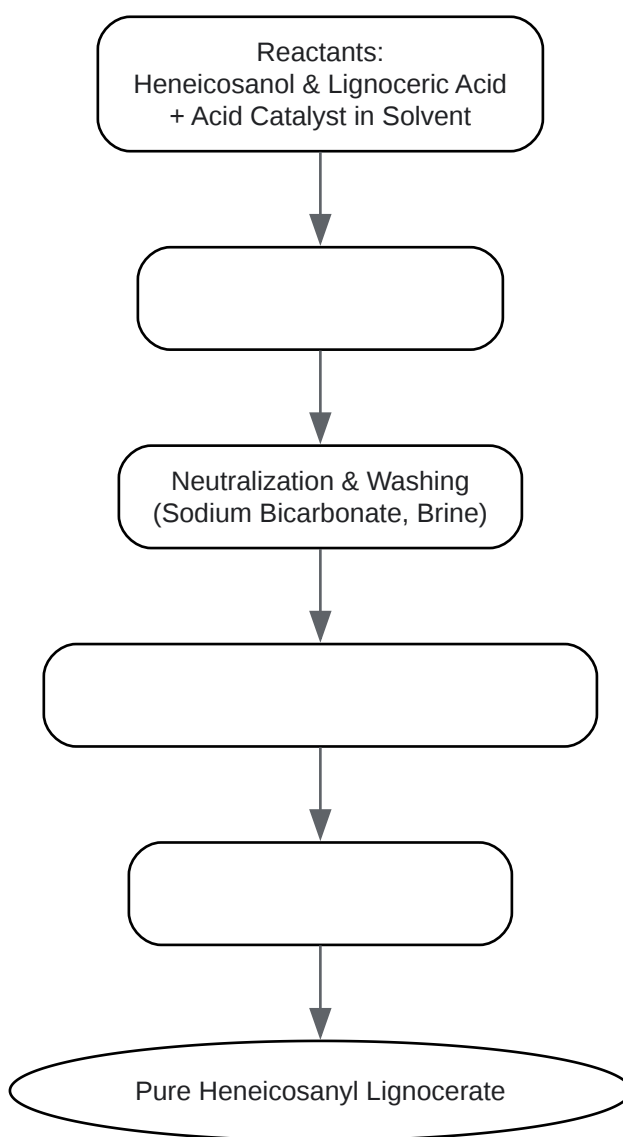 Reactants:
Heneicosanol & Lignoceric Acid
+ Acid Catalyst in Solvent
Neutralization & Washing
(Sodium Bicarbonate, Brine)
Pure Heneicosanyl Lignocerate